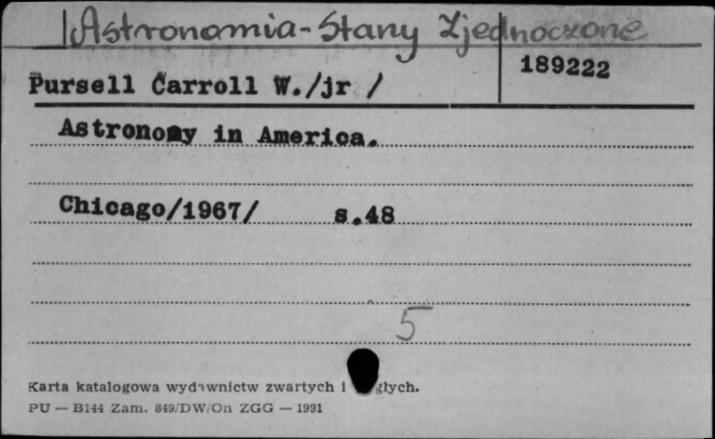 Astronomia-Stany Zjednoczone
189222
Pursell Carroll W./jr /
Astronomy in America.
Chicago/1967/ s.48
5
Karta katalogowa wydawnictw zwartych i
PU — B144 Zam. 849/DW/On ZGG — 1991